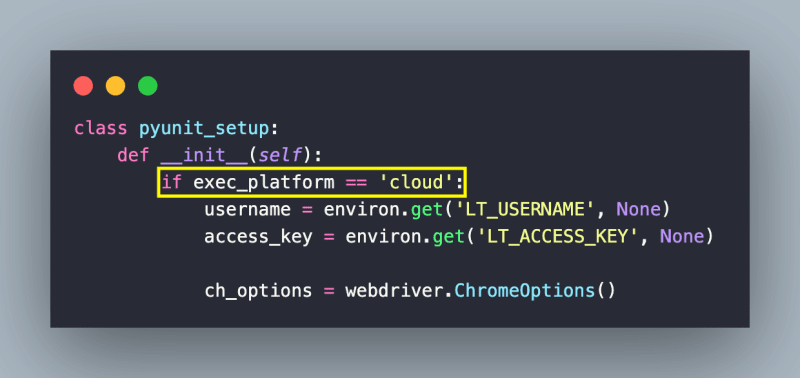 class pyunit_setup:
    def __init__(self):
        if exec_platform == 'cloud':
            username = environ.get('LT_USERNAME', None)
            access_key = environ.get('LT_ACCESS_KEY', None)
            ch_options = webdriver.ChromeOptions()